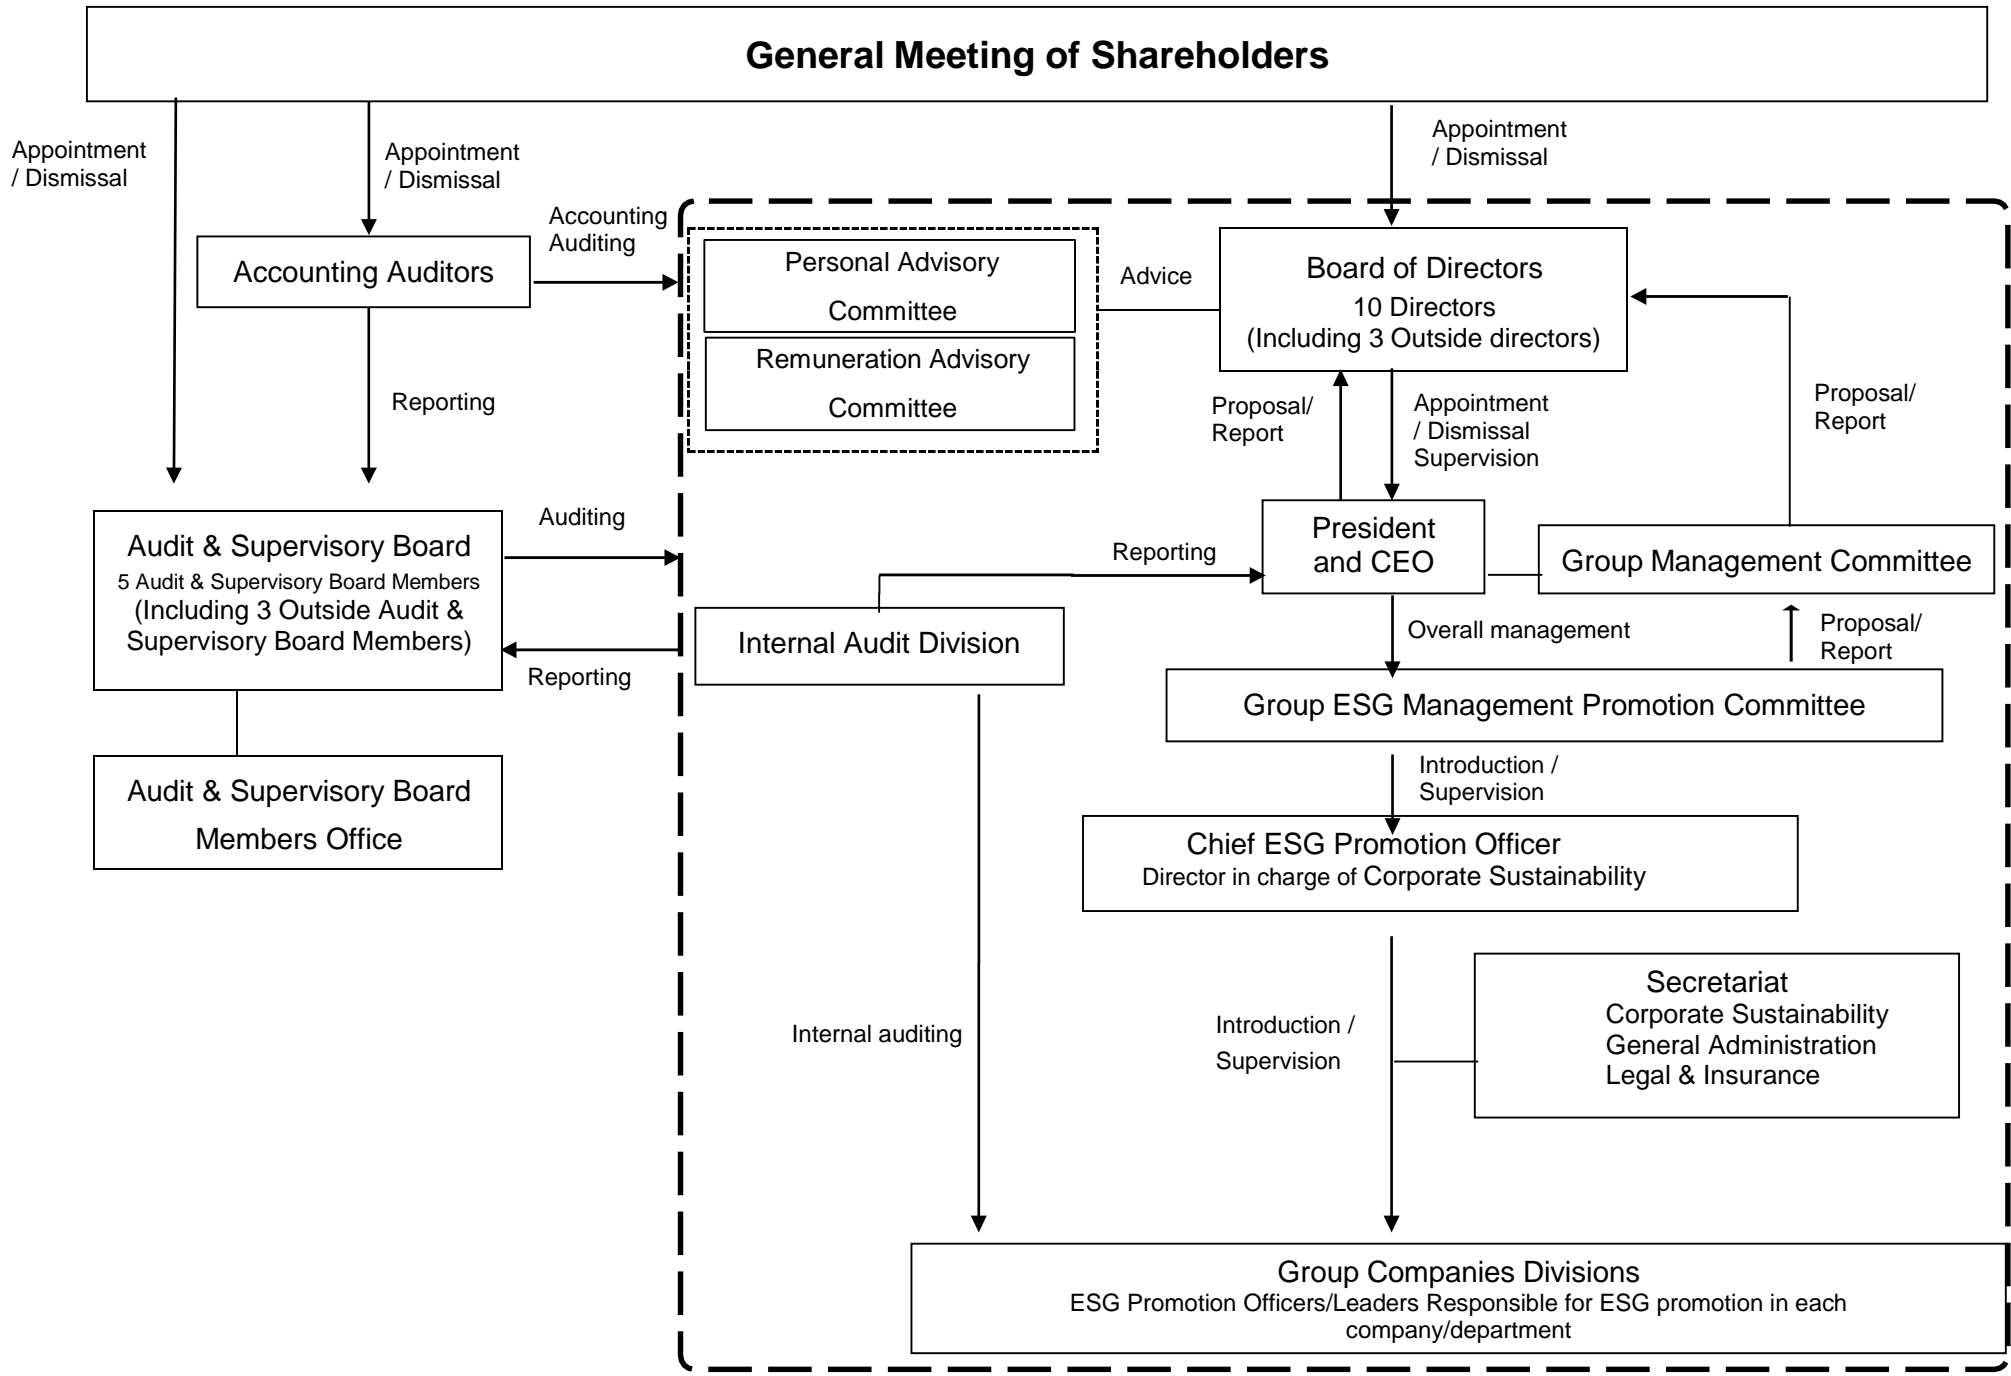 General Meeting of Shareholders
Appointment
/ Dismissal
Appointment
/ Dismissal
Appointment
/ Dismissal
Accounting
Auditing
Accounting Auditors
Personal Advisory
Committee
Remuneration Advisory
Committee
Advice
Board of Directors
10 Directors
(Including 3 Outside directors)
Reporting
Proposal/
Report
Appointment
/ Dismissal
Supervision
Proposal/
Report
Audit & Supervisory Board
5 Audit & Supervisory Board Members
(Including 3 Outside Audit &
Supervisory Board Members)
Auditing
Reporting
Reporting
President
and CEO
Group Management Committee
Internal Audit Division
Overall management
Proposal/
Report
Group ESG Management Promotion Committee
Audit & Supervisory Board
Members Office
Introduction /
Supervision
Chief ESG Promotion Officer
Director in charge of Corporate Sustainability
Internal auditing
Introduction /
Supervision
Secretariat
Corporate Sustainability
General Administration
Legal & Insurance
Group Companies Divisions
ESG Promotion Officers/Leaders Responsible for ESG promotion in each
company/department